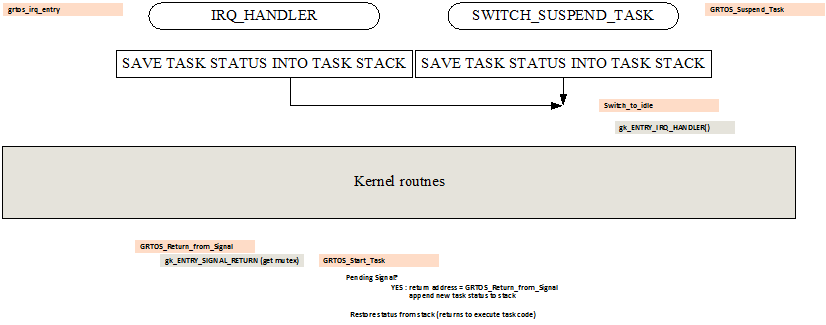 grtos_irq_entry
IRQ_HANDLER
SWITCH_SUSPEND_TASK
GRTOS_Suspend_Task
SAVE TASK STATUS INTO TASK STACK
SAVE TASK STATUS INTO TASK STACK
Switch_to_idle
gk_ENTRY_IRQ_HANDLER()
Kernel routnes
GRTOS_Return_from_Signal
gk_ENTRY_SIGNAL_RETURN (get mutex)
GRTOS_Start_Task
Pending Signal?
YES : return address = GRTOS_Return_from_Signal
append new task status to stack
Restore status from stack (returns to execute task code)